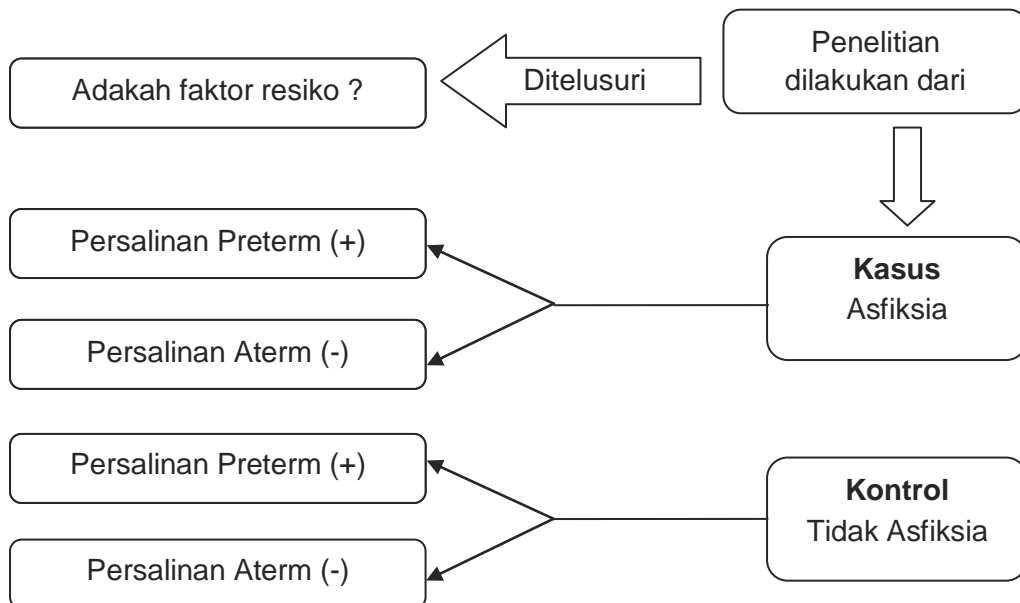 Adakah faktor resiko ?
Ditelusuri
Penelitian
dilakukan dari
Persalinan Preterm (+)
Persalinan Aterm (-)
Kasus
Asfiksia
Persalinan Preterm (+)
Persalinan Aterm (-)
Kontrol
Tidak Asfiksia